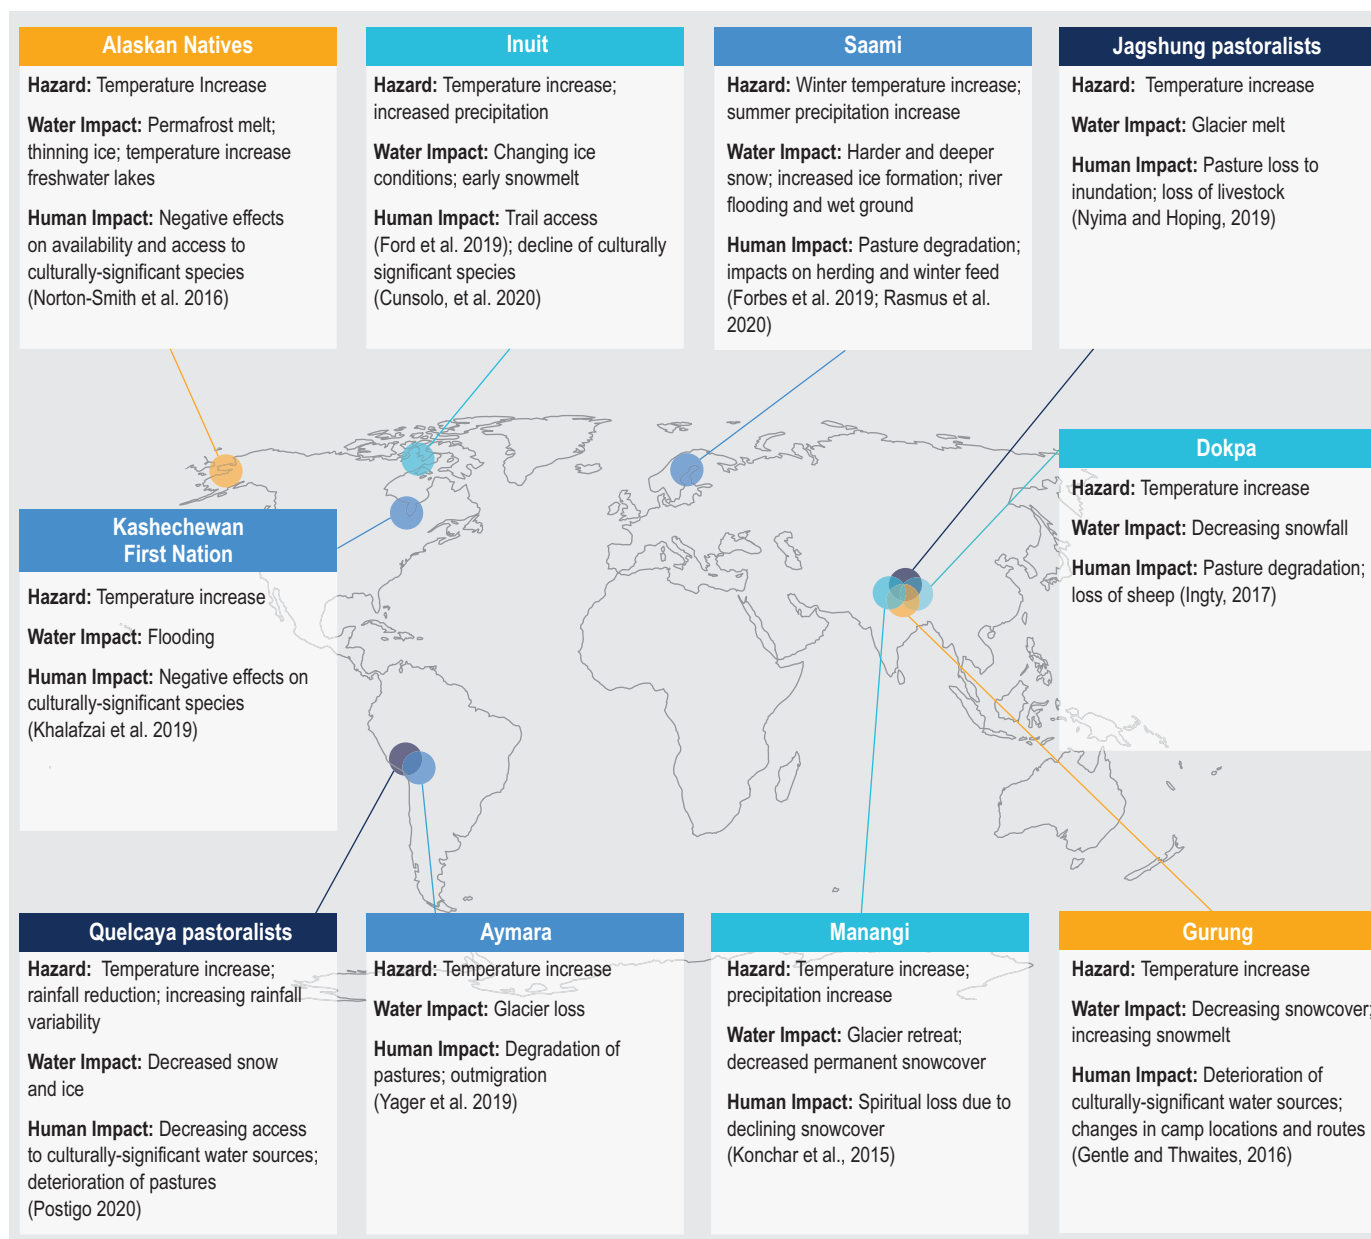 Alaskan Natives
Hazard: Temperature Increase
Water Impact: Permafrost melt;
thinning ice; temperature increase
freshwater lakes
Human Impact: Negative effects
on availability and access to
culturally-significant species
(Norton-Smith et al. 2016)
Inuit
Hazard: Temperature increase;
increased precipitation
Water Impact: Changing ice
conditions; early snowmelt
Human Impact: Trail access
(Ford et al. 2019); decline of culturally
significant species
(Cunsolo, et al. 2020)
Saami
Hazard: Winter temperature increase;
summer precipitation increase
Water Impact: Harder and deeper
snow; increased ice formation; river
flooding and wet ground
Human Impact: Pasture degradation;
impacts on herding and winter feed
(Forbes et al. 2019; Rasmus et al.
2020)
Jagshung pastoralists
Hazard: Temperature increase
Water Impact: Glacier melt
Human Impact: Pasture loss to
inundation; loss of livestock
(Nyima and Hoping, 2019)
Kashechewan
First Nation
Hazard: Temperature increase
Water Impact: Flooding
Human Impact: Negative effects on
culturally-significant species
(Khalafzai et al. 2019)
Dokpa
Hazard: Temperature increase
Water Impact: Decreasing snowfall
Human Impact: Pasture degradation;
loss of sheep (Ingty, 2017)
Quelcaya pastoralists
Hazard: Temperature increase;
rainfall reduction; increasing rainfall
variability
Water Impact: Decreased snow
and ice
Human Impact: Decreasing access
to culturally-significant water sources;
deterioration of pastures
(Postigo 2020)
Aymara
Hazard: Temperature increase
Water Impact: Glacier loss
Human Impact: Degradation of
pastures; outmigration
(Yager et al. 2019)
Manangi
Hazard: Temperature increase;
precipitation increase
Water Impact: Glacier retreat;
decreased permanent snowcover
Human Impact: Spiritual loss due to
declining snowcover
(Konchar et al., 2015)
Gurung
Hazard: Temperature increase
Water Impact: Decreasing snowcover;
increasing snowmelt
Human Impact: Deterioration of
culturally-significant water sources;
changes in camp locations and routes
(Gentle and Thwaites, 2016)